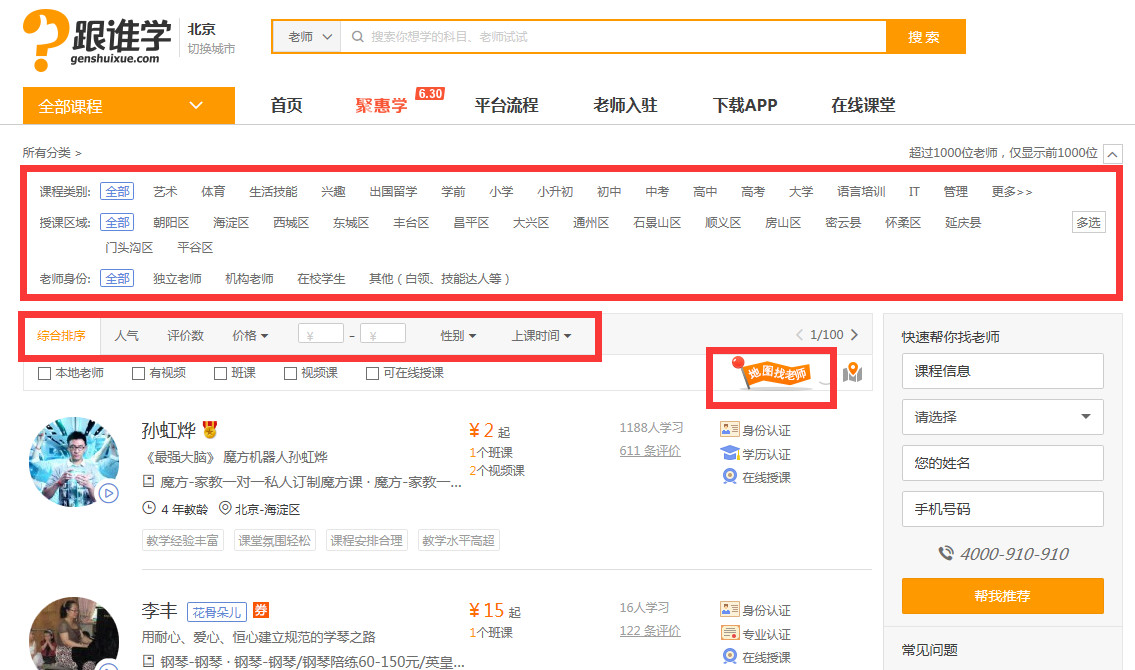 跟谁学
genshuixue.com
北京
切换城市
老师
搜索你想学的科目、老师试试
搜索
全部课程
首页
聚惠学
6.30
平台流程
老师入驻
下载APP
在线课堂
所有分类 >
超过1000位老师，仅显示前1000位
课程类别: 全部 艺术 体育 生活技能 兴趣 出国留学 学前 小学 小升初 初中 中考 高中 高考 大学 语言培训 IT 管理 更多>>
授课区域: 全部 朝阳区 海淀区 西城区 东城区 丰台区 昌平区 大兴区 通州区 石景山区 顺义区 房山区 密云县 怀柔区 延庆县 多选
门头沟区 平谷区
老师身份: 全部 独立老师 机构老师 在校学生 其他（白领、技能达人等）
综合排序 人气 评价数 价格 ¥ - ¥ 性别 上课时间
1/100
本地老师 有视频 班课 视频课 可在线授课
地图找老师
孙虹烨
《最强大脑》 魔方机器人孙虹烨
魔方-家教一对一私人订制魔方课 · 魔方-家教一...
4 年教龄 北京-海淀区
教学经验丰富 课堂氛围轻松 课程安排合理 教学水平高超
¥ 2 起
1个班课
2个视频课
1188人学习
611 条评价
身份认证
学历认证
在线授课
李丰 花骨朵儿 券
用耐心、爱心、恒心建立规范的学琴之路
钢琴-钢琴 · 钢琴-钢琴/钢琴陪练60-150元/英皇...
¥ 15 起
1个班课
16人学习
122 条评价
身份认证
专业认证
在线授课
快速帮你找老师
课程信息
请选择
您的姓名
手机号码
4000-910-910
帮我推荐
常见问题